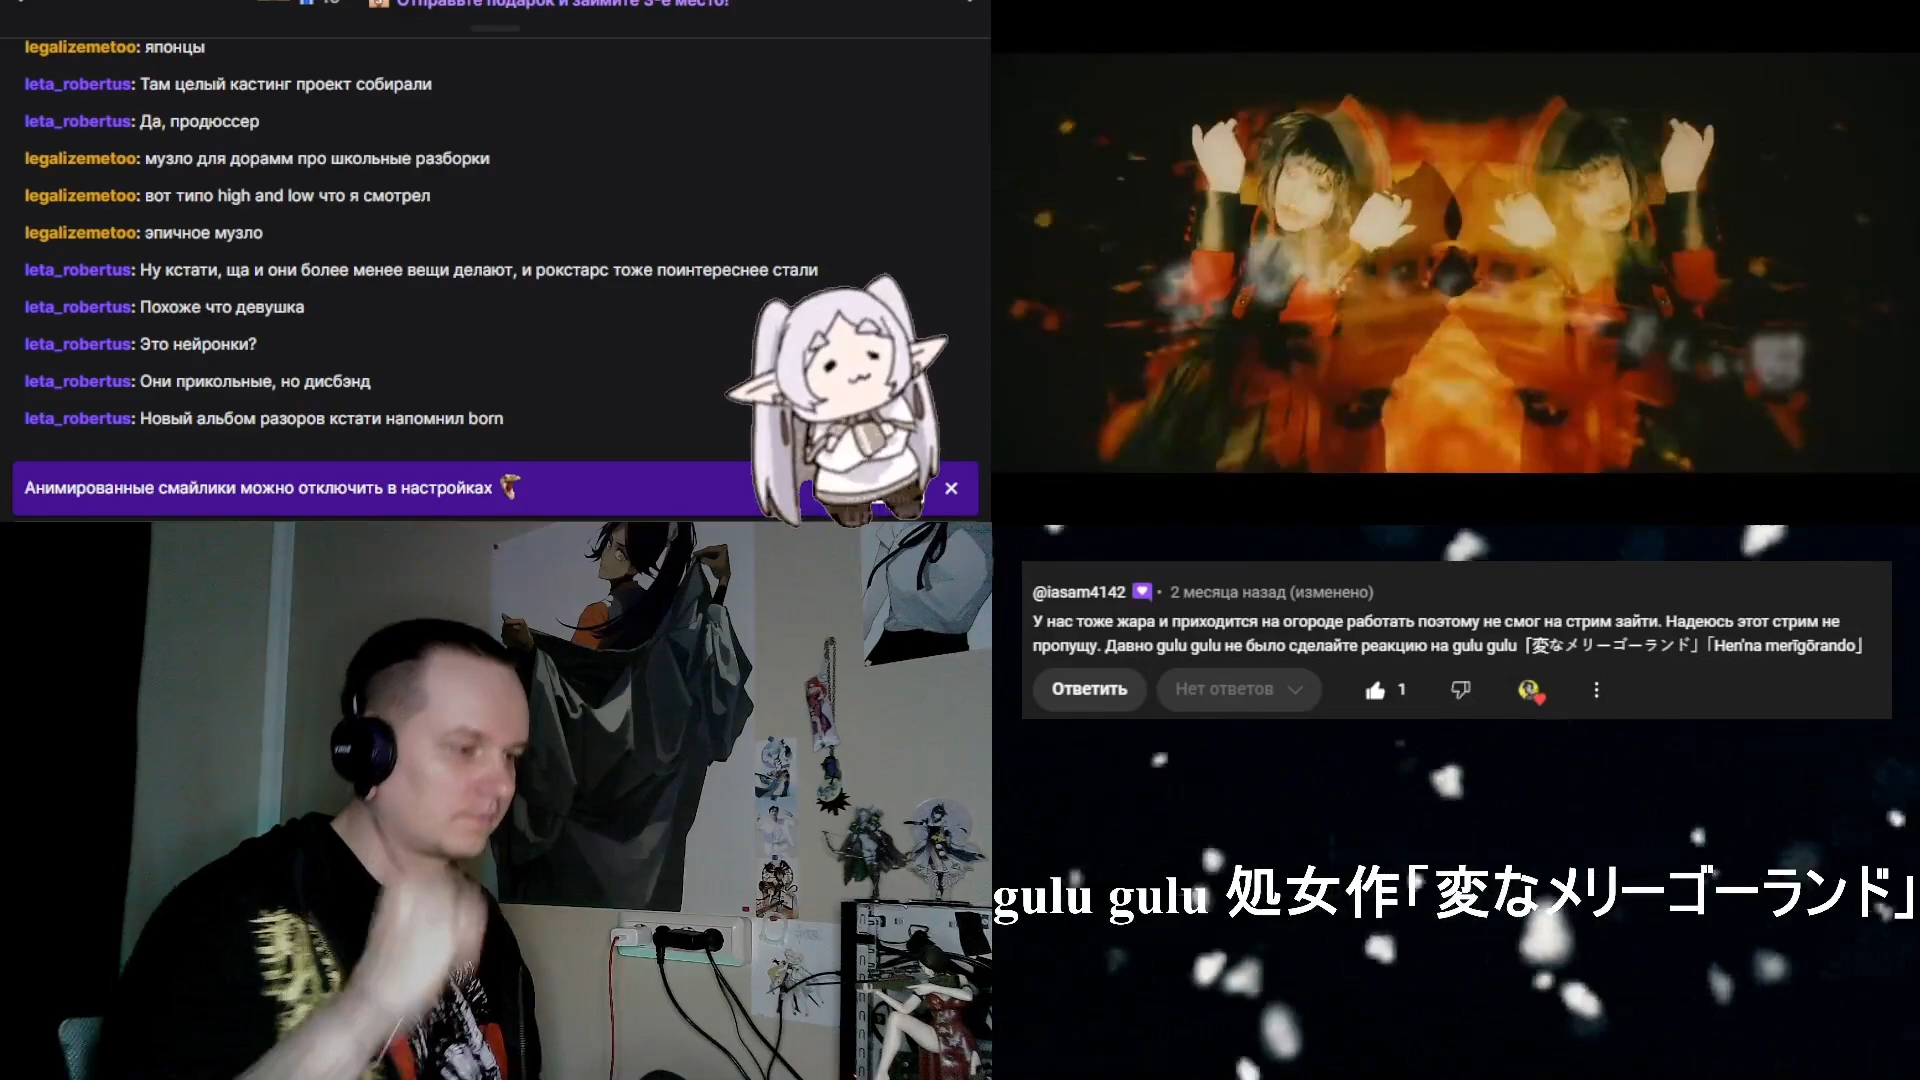 Отправьте подарок и займите 3-е место!
legalizemetoo: японцы
leta_robertus: Там целый кастинг проект собирали
leta_robertus: Да, продюссер
legalizemetoo: музло для дорамм про школьные разборки
legalizemetoo: вот типо high and low что я смотрел
legalizemetoo: эпичное музло
leta_robertus: Ну кстати, ща и они более менее вещи делают, и рокстарс тоже поинтереснее стали
leta_robertus: Похоже что девушка
leta_robertus: Это нейронки?
leta_robertus: Они прикольные, но дисбэнд
leta_robertus: Новый альбом разоров кстати напомнил born
Анимированные смайлики можно отключить в настройках
@iasam4142 • 2 месяца назад (изменено)
У нас тоже жара и приходится на огороде работать поэтому не смог на стрим зайти. Надеюсь этот стрим не
пропущу. Давно gulu gulu не было сделайте реакцию на gulu gulu「変なメリーゴーランド」「Hen'na merīgōrando」
Ответить Нет ответов 1
gulu gulu 処女作「変なメリーゴーランド」